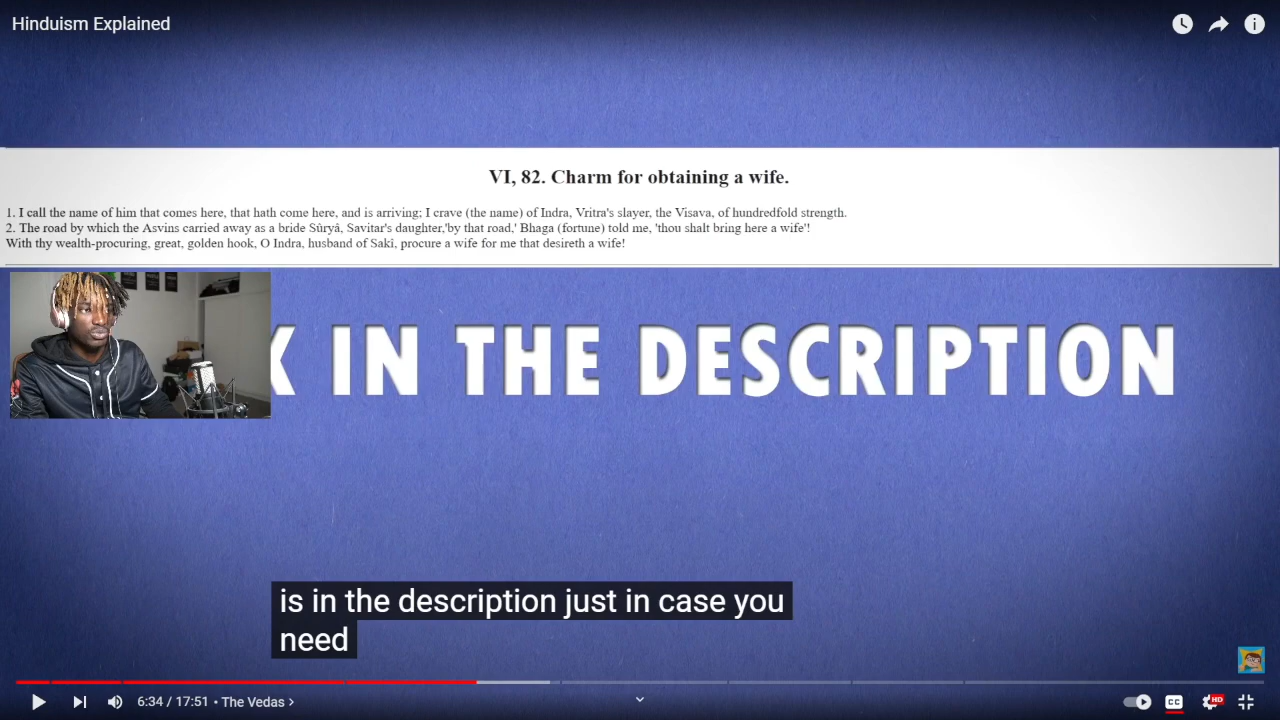 Hinduism Explained
VI, 82. Charm for obtaining a wife.
1. I call the name of him that comes here, that hath come here, and is arriving; I crave (the name) of Indra, Vritra's slayer, the Visava, of hundredfold strength.
2. The road by which the Asvins carried away as a bride Sûryâ, Savitar's daughter,'by that road,' Bhaga (fortune) told me, 'thou shalt bring here a wife'!
With thy wealth-procuring, great, golden hook, O Indra, husband of Sakî, procure a wife for me that desireth a wife!
K IN THE DESCRIPTION
is in the description just in case you
need
6:34 / 17:51 • The Vedas >
CC
HD